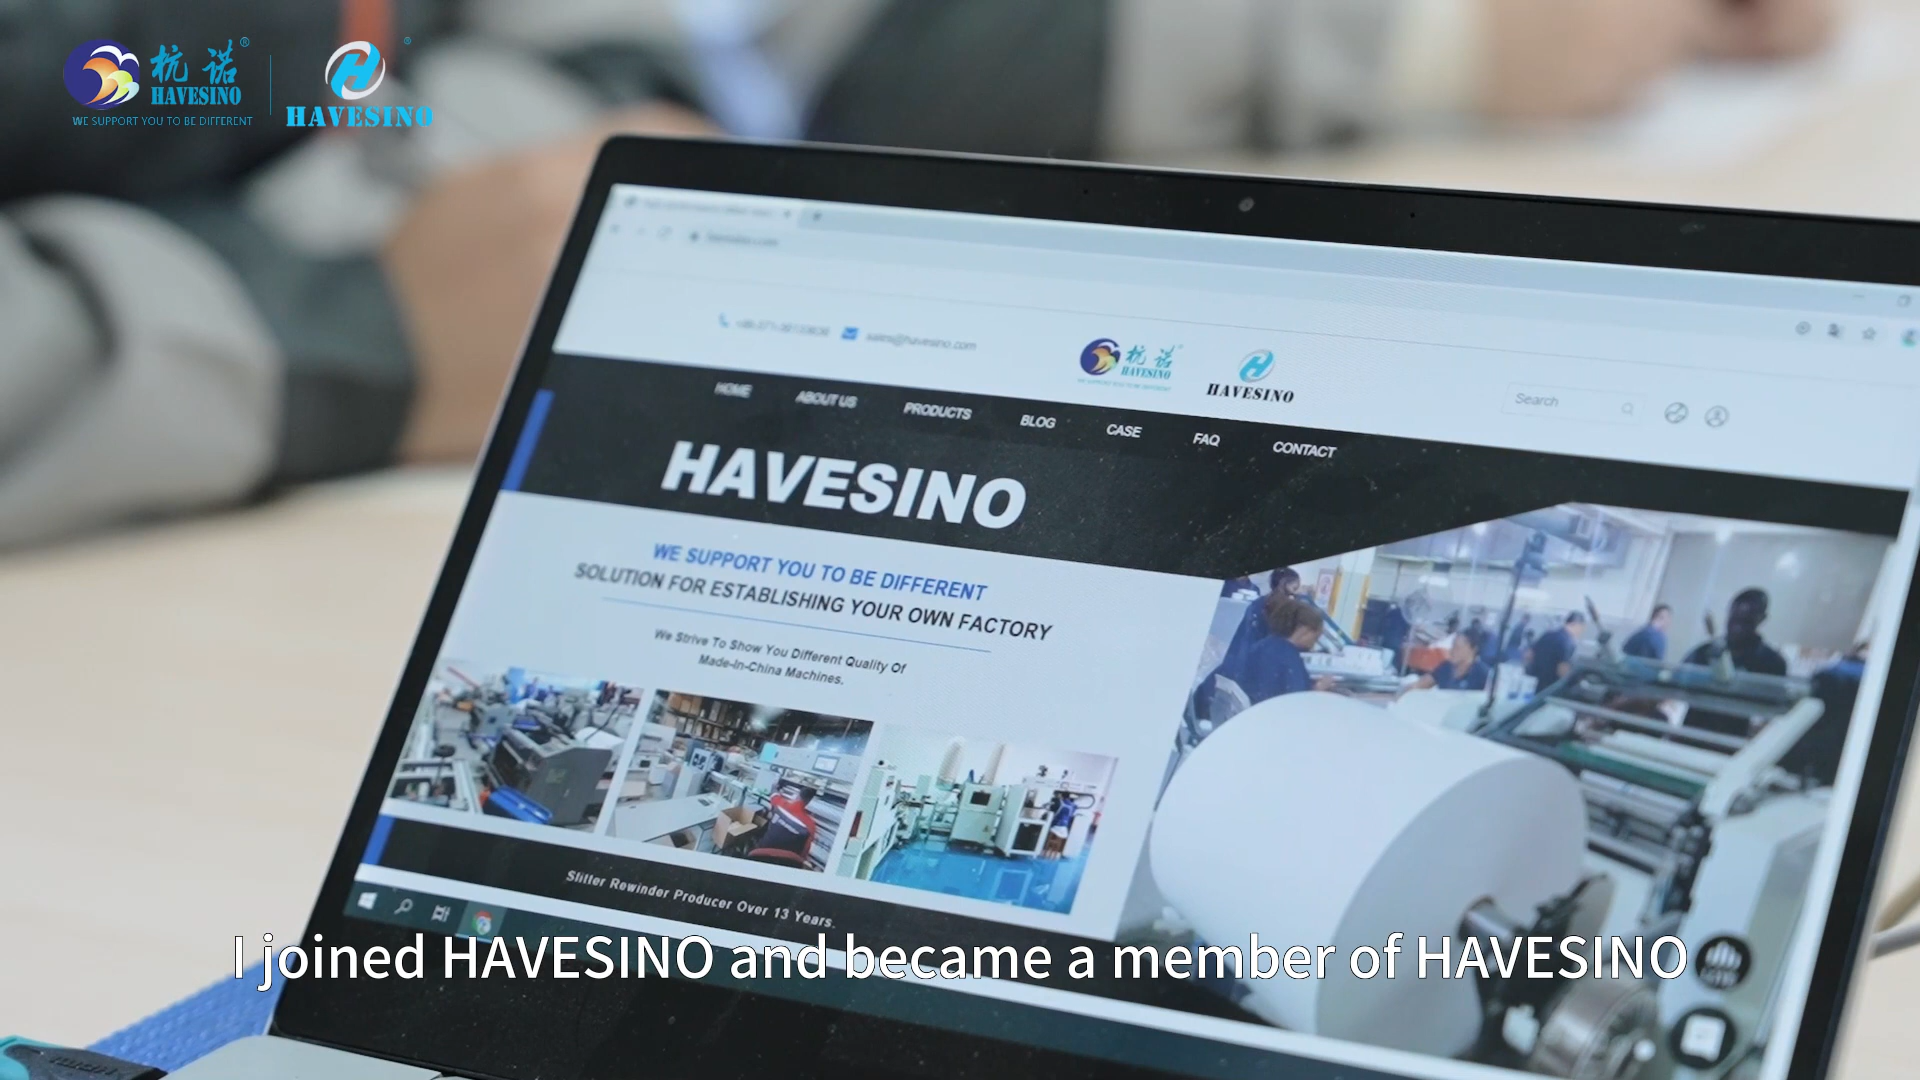 杭诺®
HAVESINO
WE SUPPORT YOU TO BE DIFFERENT
HAVESINO
sales@havesino.com
杭诺
HAVESINO
HAVESINO
Search
HOME ABOUT US PRODUCTS BLOG CASE FAQ CONTACT
HAVESINO
WE SUPPORT YOU TO BE DIFFERENT
SOLUTION FOR ESTABLISHING YOUR OWN FACTORY
We Strive To Show You Different Quality Of
Made-In-China Machines.
Slitter Rewinder Producer Over 13 Years.
I joined HAVESINO and became a member of HAVESINO